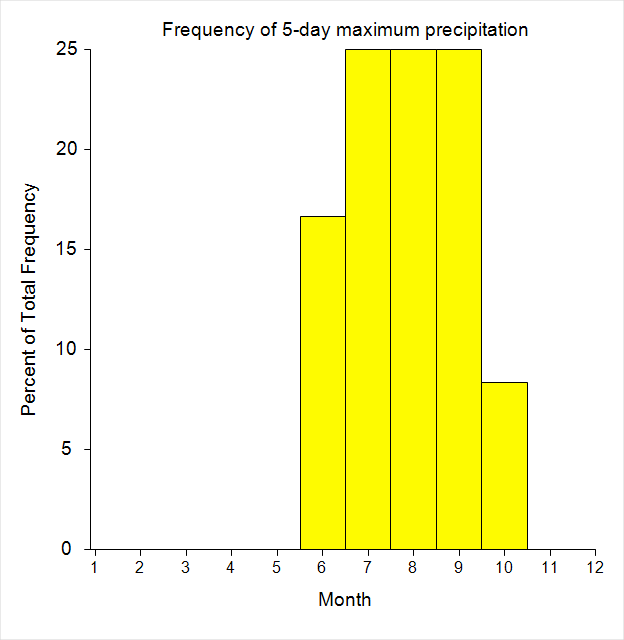 Frequency of 5-day maximum precipitation
25
20
15
10
5
0
Percent of Total Frequency
1 2 3 4 5 6 7 8 9 10 11 12
Month